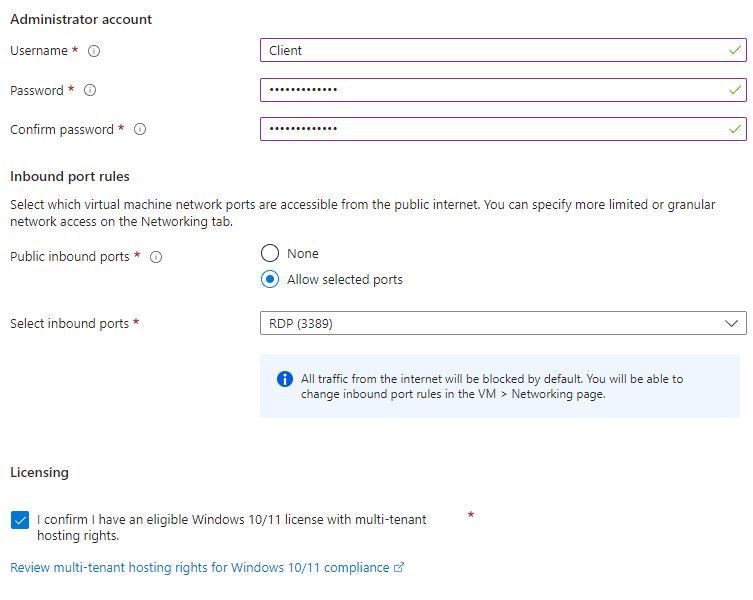 Administrator account
Username * Client
Password * •••••••••••••
Confirm password * •••••••••••••
Inbound port rules
Select which virtual machine network ports are accessible from the public internet. You can specify more limited or granular
network access on the Networking tab.
Public inbound ports * None
Allow selected ports
Select inbound ports * RDP (3389)
All traffic from the internet will be blocked by default. You will be able to
change inbound port rules in the VM > Networking page.
Licensing
I confirm I have an eligible Windows 10/11 license with multi-tenant *
hosting rights.
Review multi-tenant hosting rights for Windows 10/11 compliance